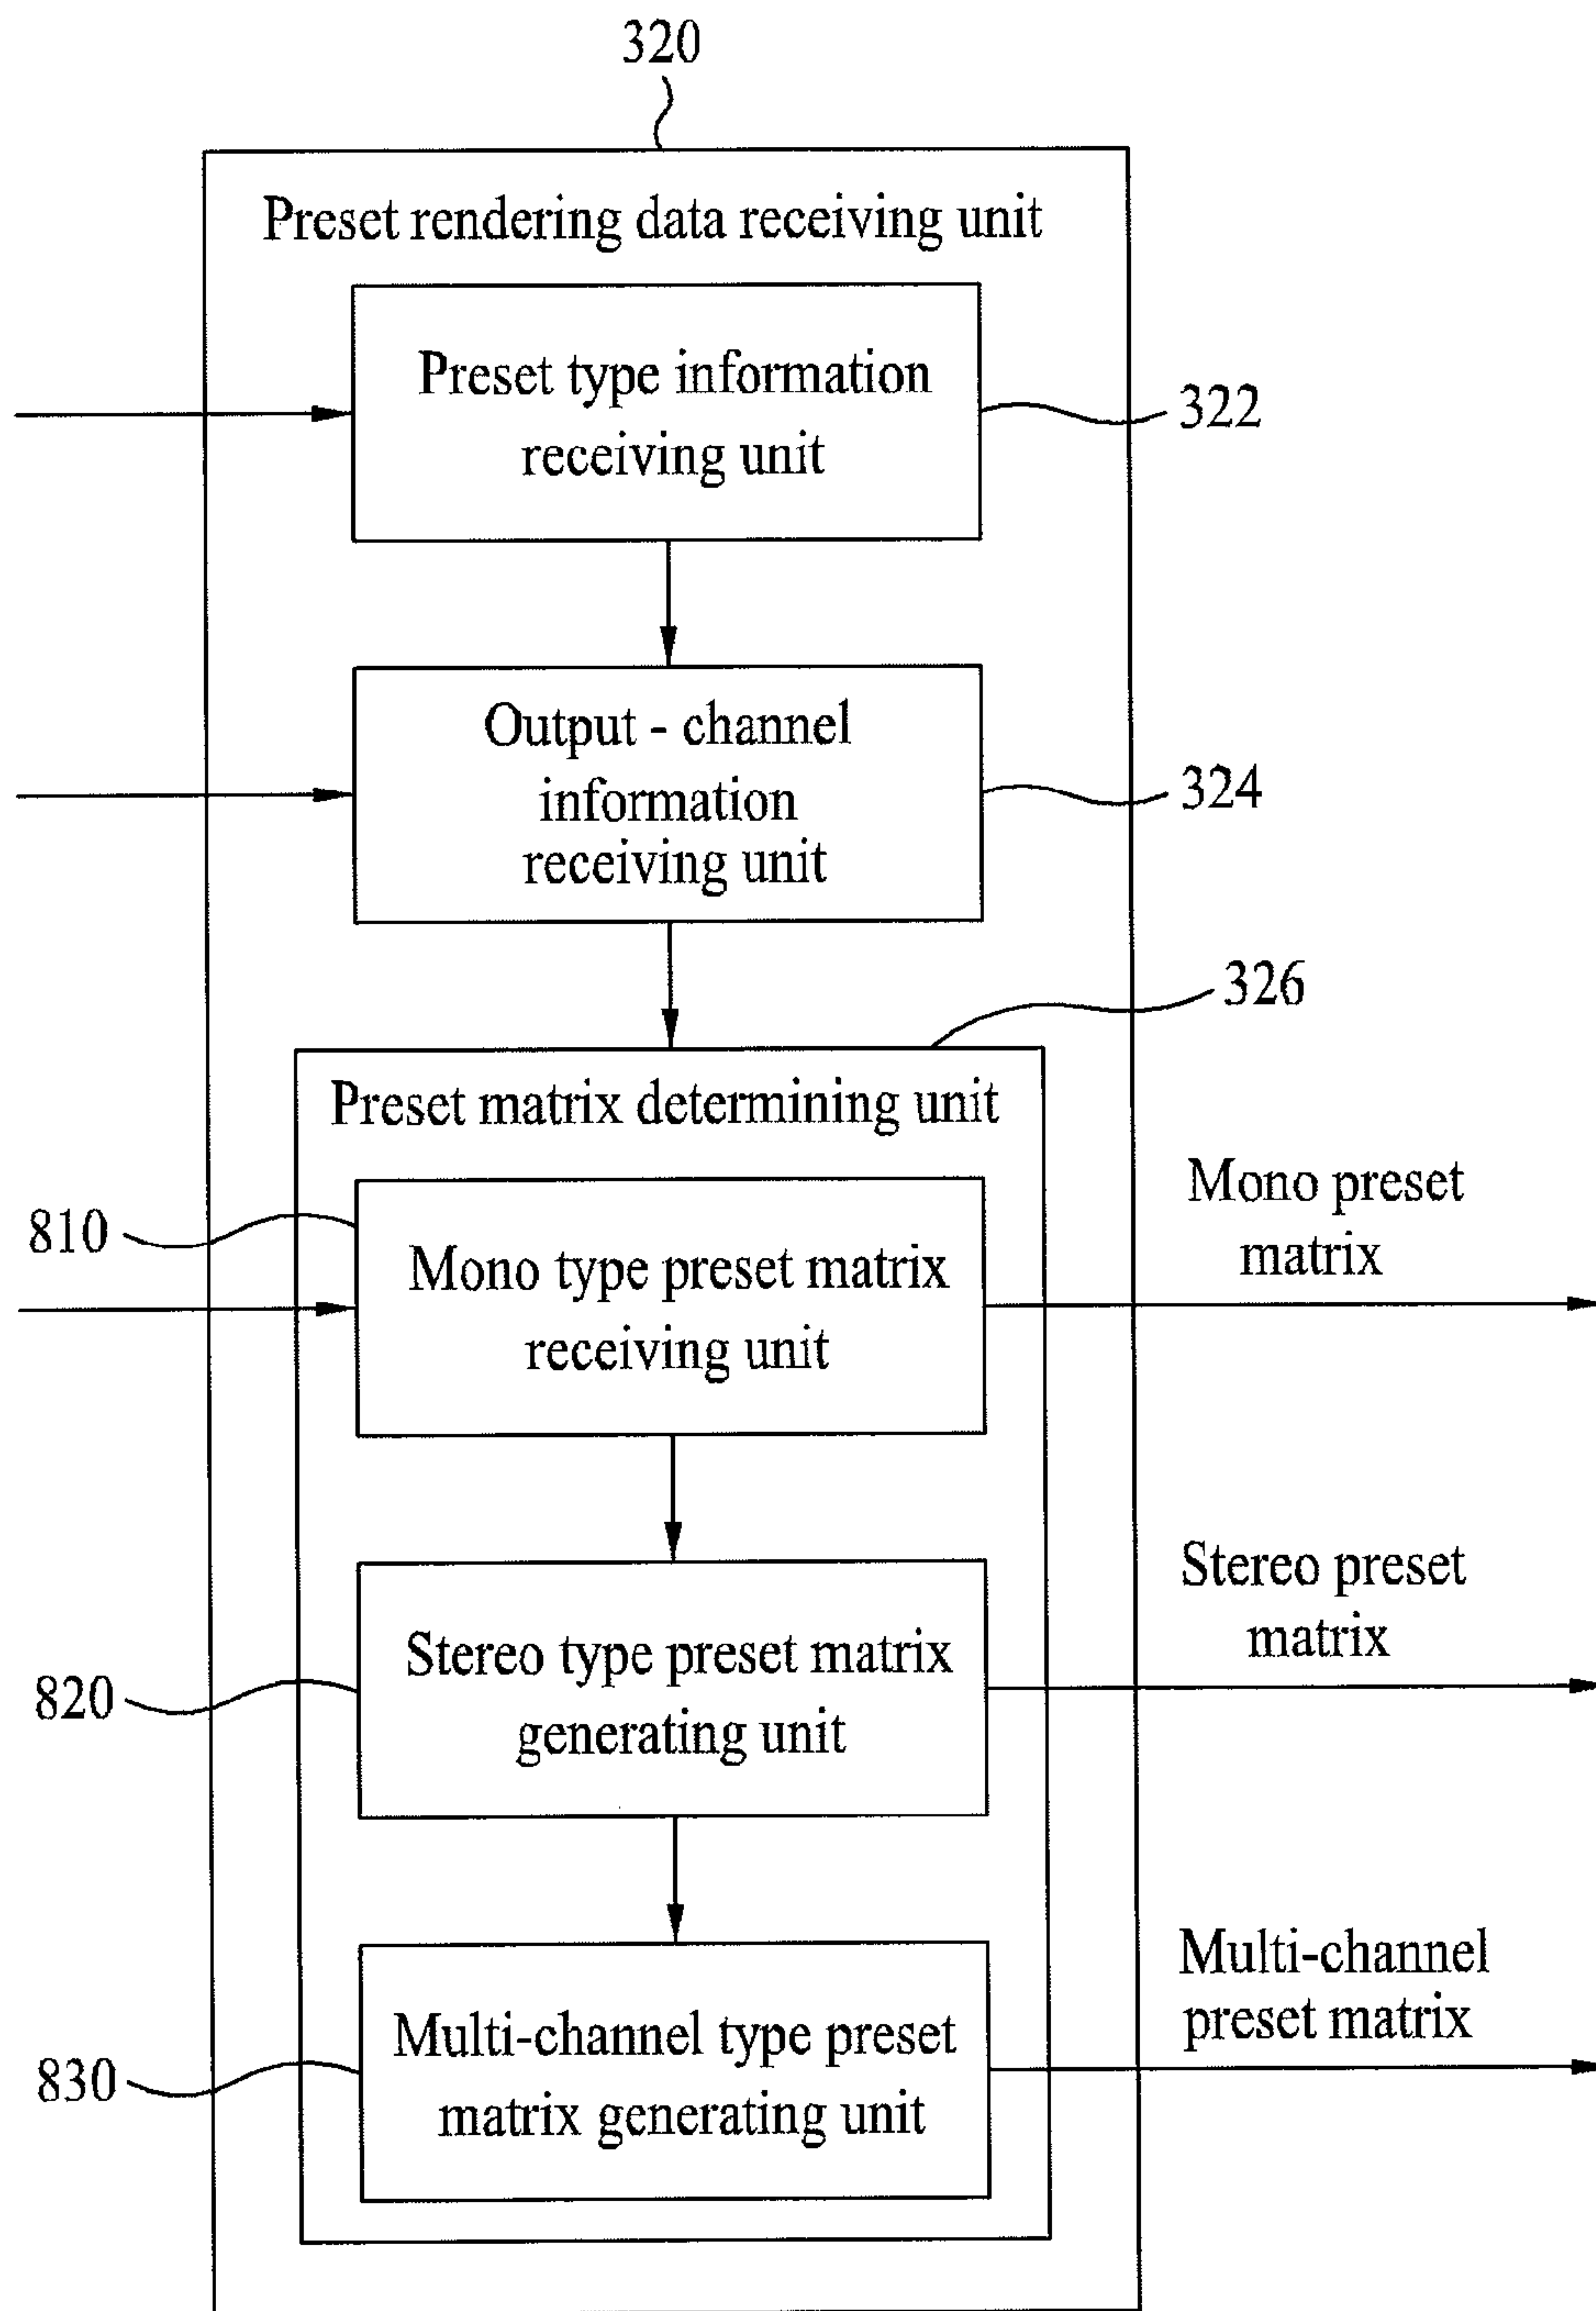 320
Preset rendering data receiving unit
Preset type information
receiving unit
322
Output - channel
information
receiving unit
324
326
Preset matrix determining unit
810
Mono type preset matrix
receiving unit
Mono preset
matrix
820
Stereo type preset matrix
generating unit
Stereo preset
matrix
830
Multi-channel type preset
matrix generating unit
Multi-channel
preset matrix